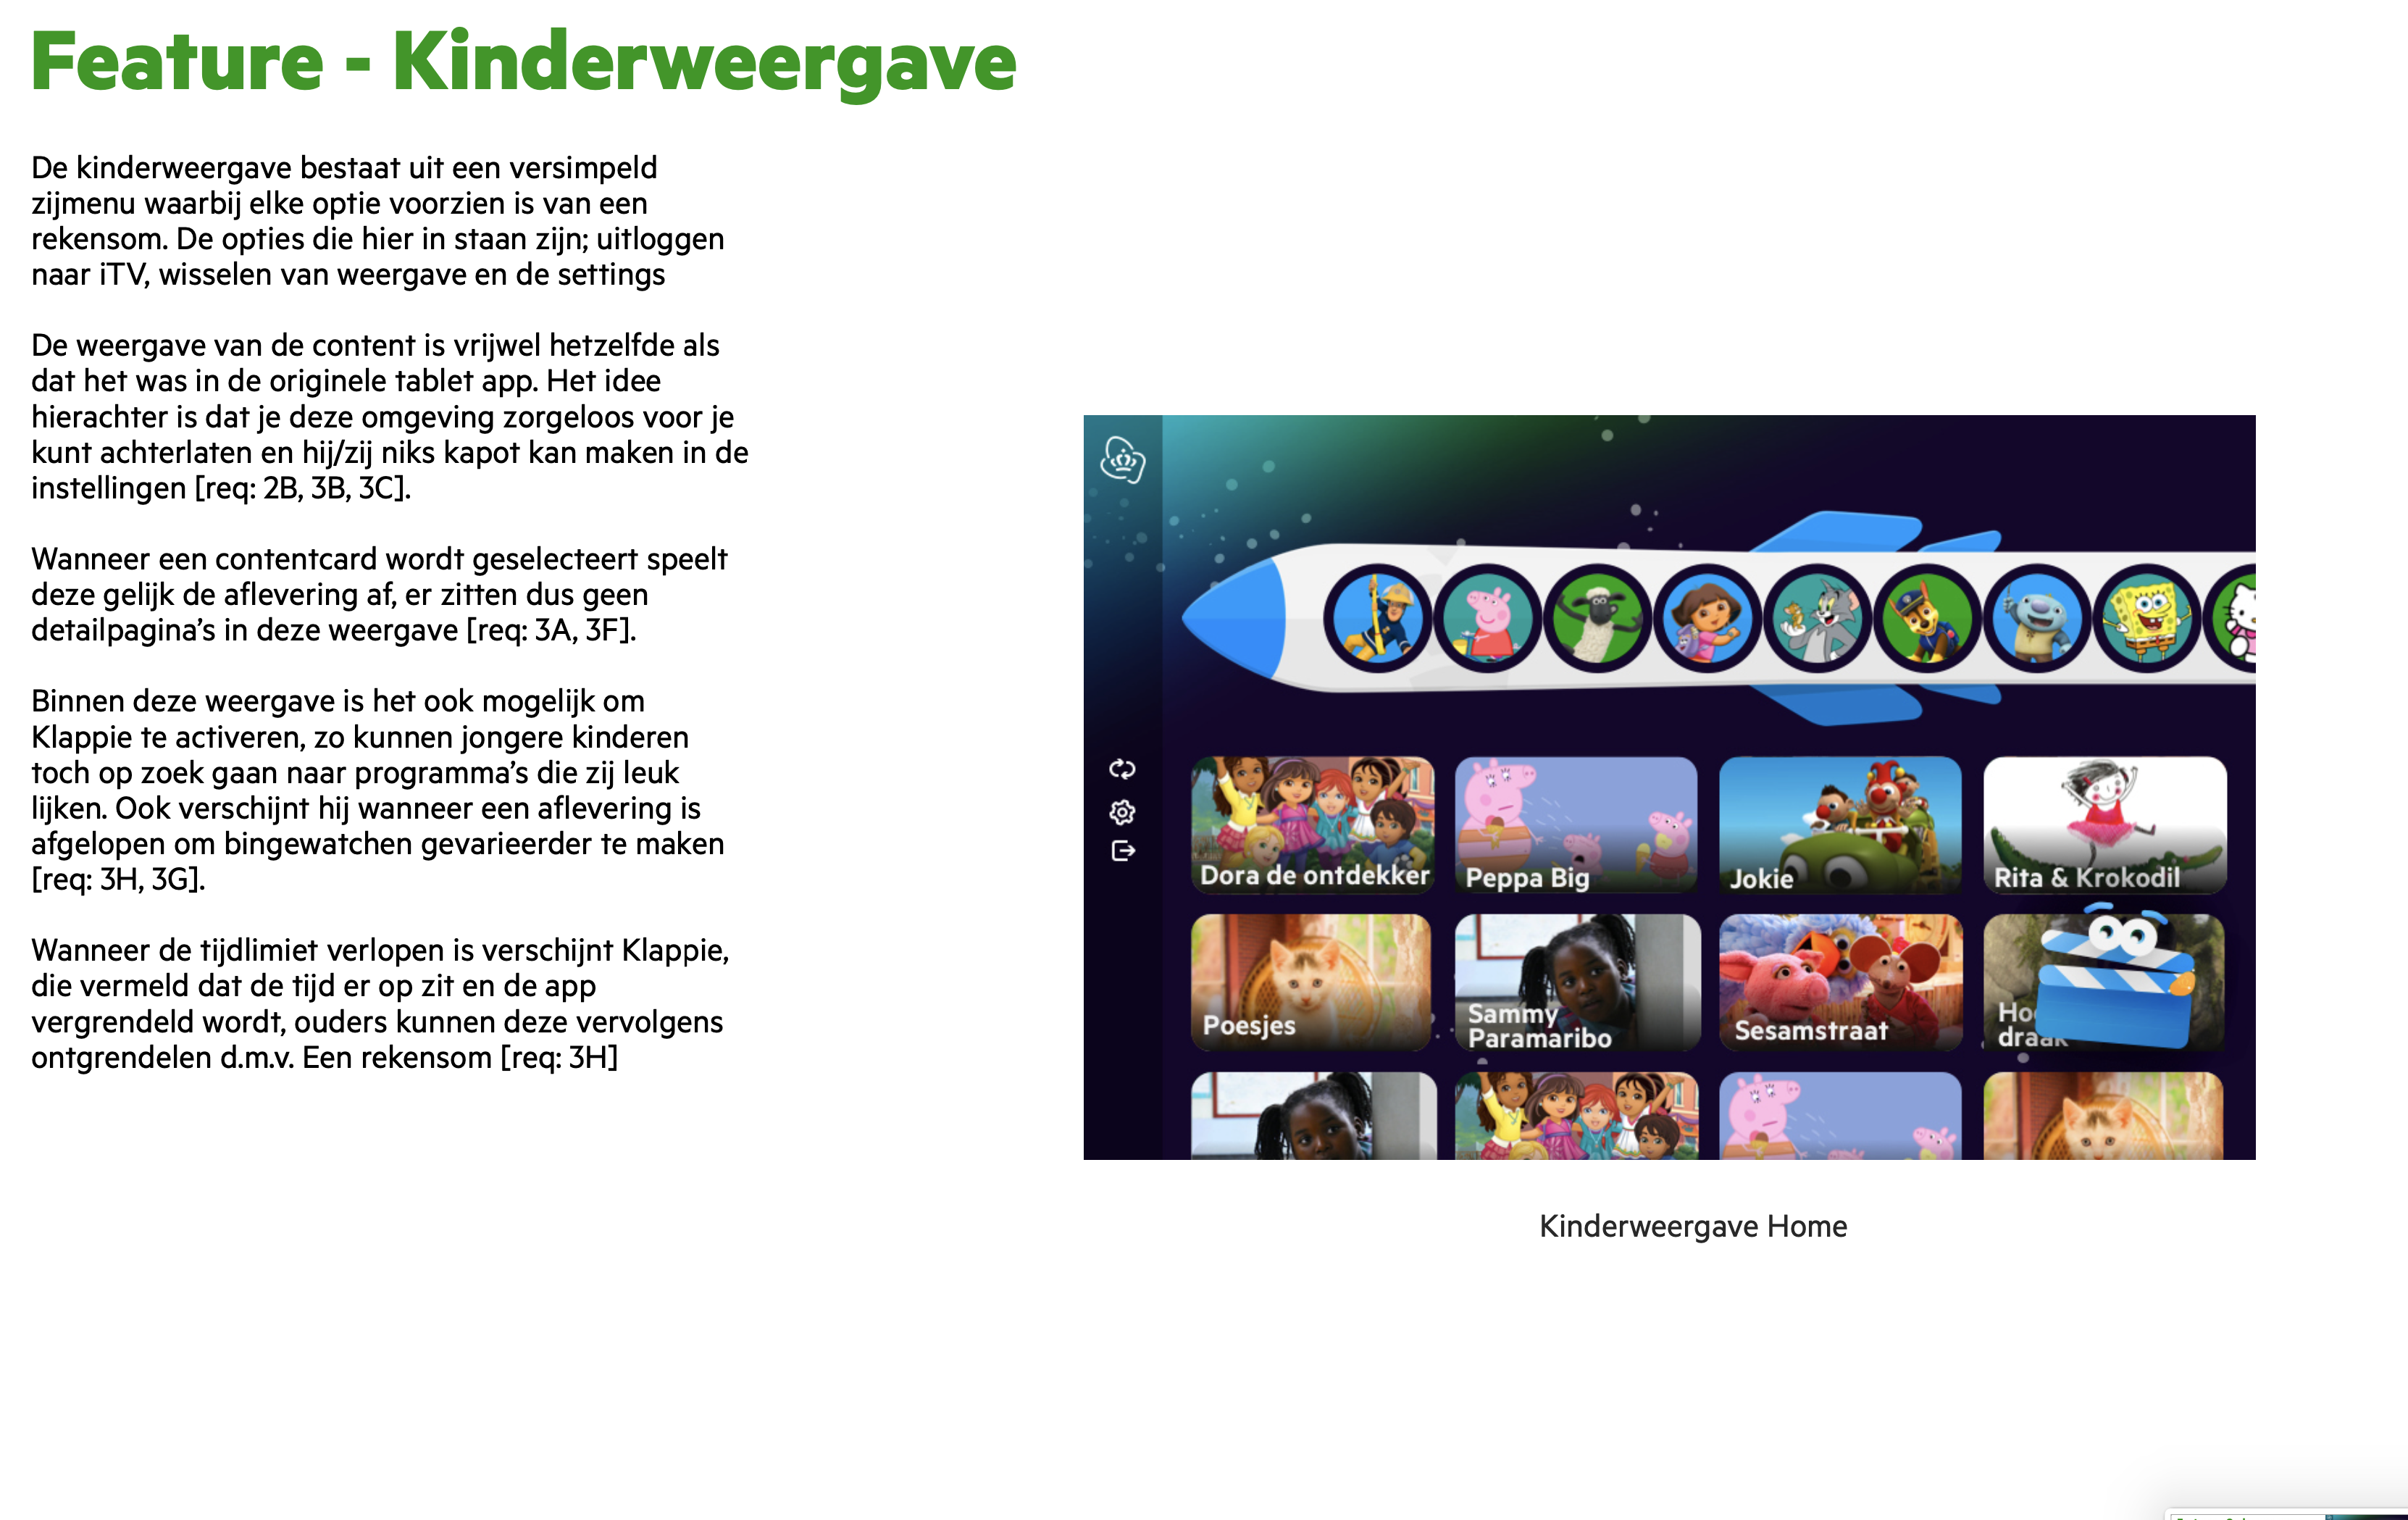 Feature - Kinderweergave
De kinderweergave bestaat uit een versimpeld
zijmenu waarbij elke optie voorzien is van een
rekensom. De opties die hier in staan zijn; uitloggen
naar iTV, wisselen van weergave en de settings
De weergave van de content is vrijwel hetzelfde als
dat het was in de originele tablet app. Het idee
hierachter is dat je deze omgeving zorgeloos voor je
kunt achterlaten en hij/zij niks kapot kan maken in de
instellingen [req: 2B, 3B, 3C].
Wanneer een contentcard wordt geselecteert speelt
deze gelijk de aflevering af, er zitten dus geen
detailpagina’s in deze weergave [req: 3A, 3F].
Binnen deze weergave is het ook mogelijk om
Klappie te activeren, zo kunnen jongere kinderen
toch op zoek gaan naar programma’s die zij leuk
lijken. Ook verschijnt hij wanneer een aflevering is
afgelopen om bingewatchen gevarieerder te maken
[req: 3H, 3G].
Wanneer de tijdlimiet verlopen is verschijnt Klappie,
die vermeld dat de tijd er op zit en de app
vergrendeld wordt, ouders kunnen deze vervolgens
ontgrendelen d.m.v. Een rekensom [req: 3H]
Dora de ontdekker
Peppa Big
Jokie
Rita & Krokodil
Poesjes
Sammy
Paramaribo
Sesamstraat
Kinderweergave Home